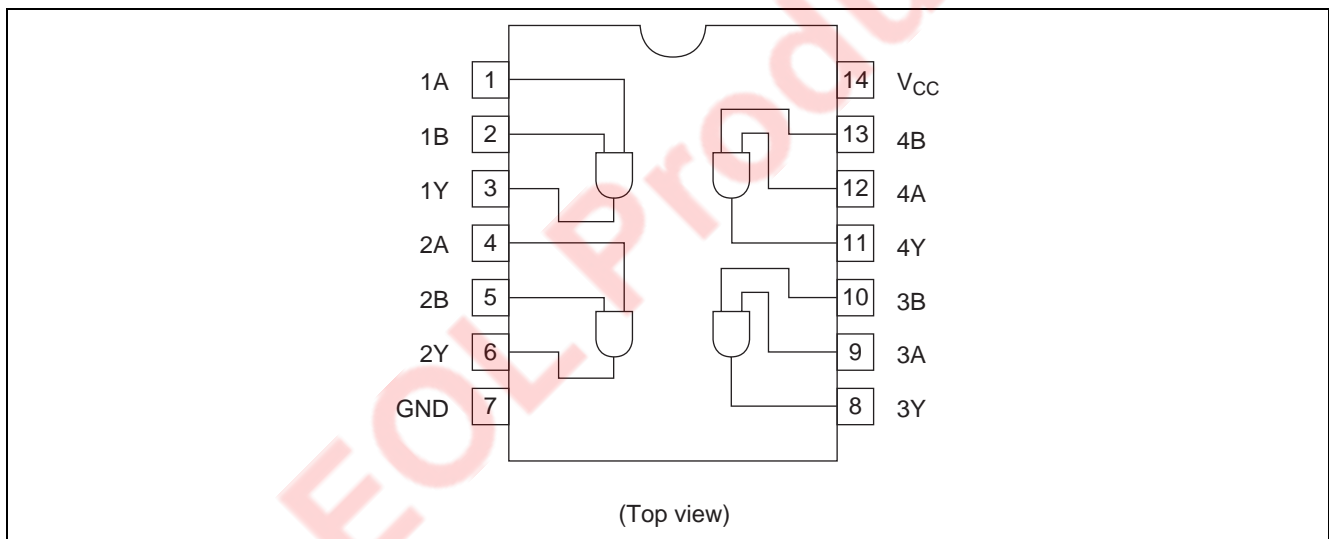 1A 1 14 VCC
1B 2 13 4B
1Y 3 12 4A
2A 4 11 4Y
2B 5 10 3B
2Y 6 9 3A
GND 7 8 3Y
(Top view)
EOL Produ